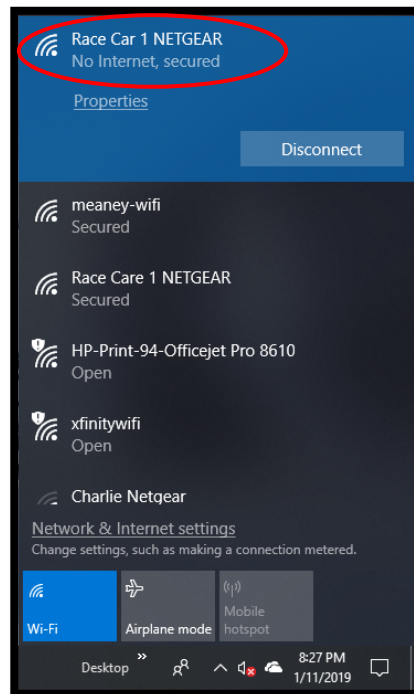 Race Car 1 NETGEAR
No Internet, secured
Properties
Disconnect
meaney-wifi
Secured
Race Care 1 NETGEAR
Secured
HP-Print-94-Officejet Pro 8610
Open
xfinitywifi
Open
Charlie Netgear
Network & Internet settings
Change settings, such as making a connection metered.
Wi-Fi
Airplane mode
Mobile
hotspot
Desktop
8:27 PM
1/11/2019